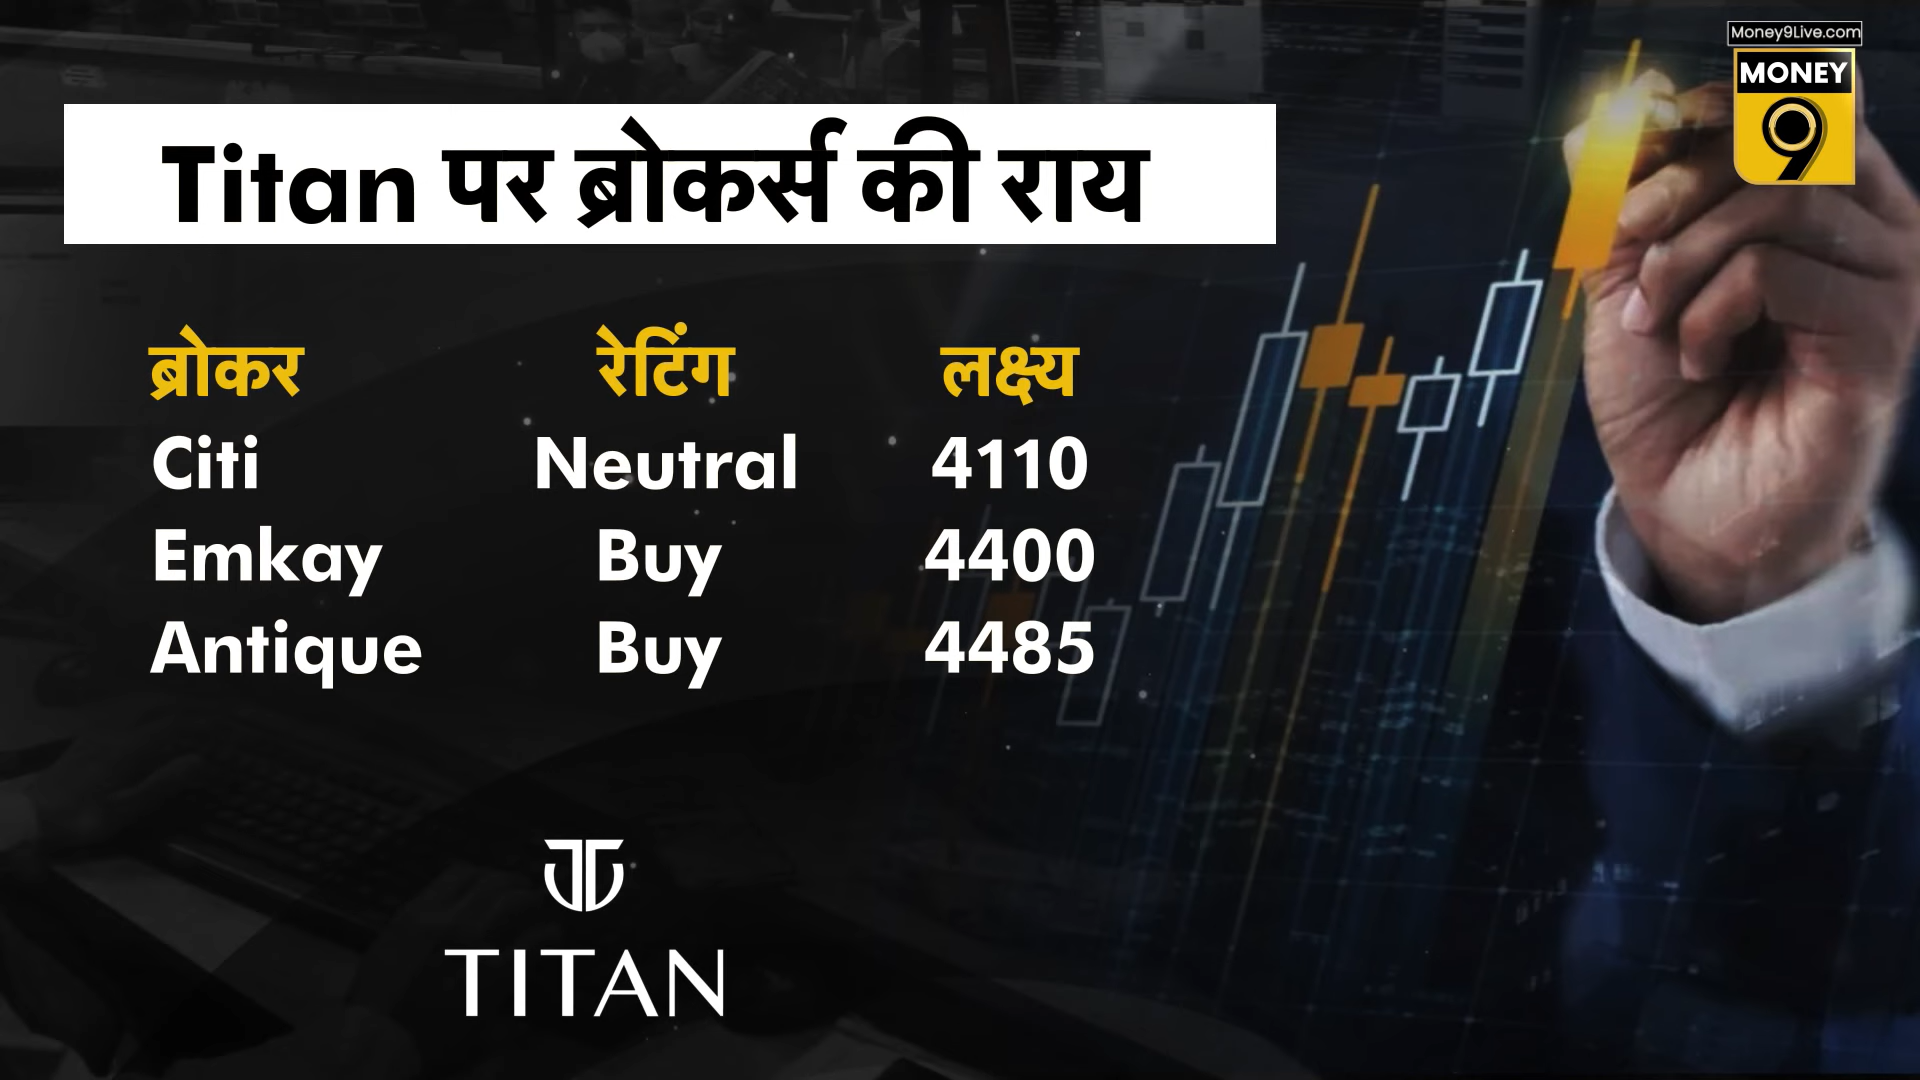 Money9Live.com
MONEY
9
Titan पर ब्रोकर्स की राय
ब्रोकर रेटिंग लक्ष्य
Citi Neutral 4110
Emkay Buy 4400
Antique Buy 4485
TITAN